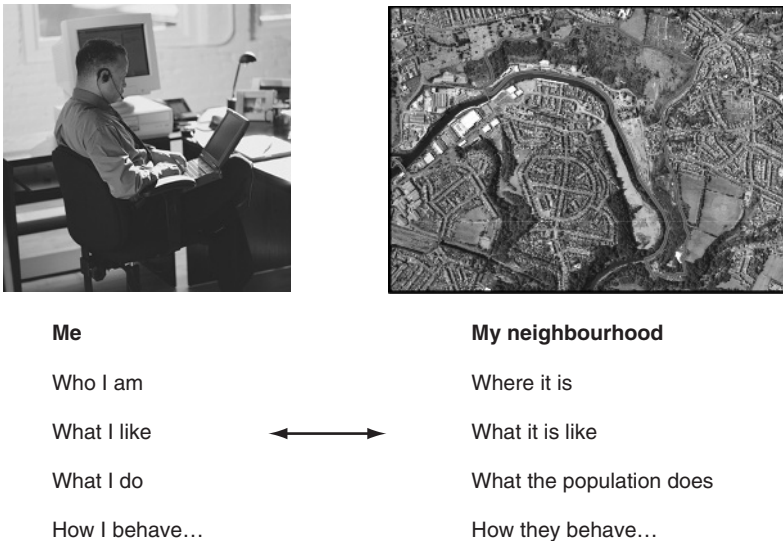 Me
Who I am
What I like
What I do
How I behave…
My neighbourhood
Where it is
What it is like
What the population does
How they behave…